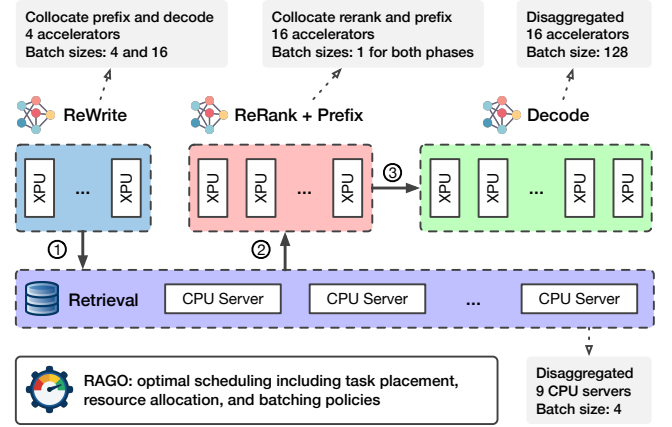 Collocate prefix and decode
4 accelerators
Batch sizes: 4 and 16
Collocate rerank and prefix
16 accelerators
Batch sizes: 1 for both phases
Disaggregated
16 accelerators
Batch size: 128
ReWrite
ReRank + Prefix
Decode
XPU
...
XPU
XPU
XPU
...
XPU
XPU
XPU
...
XPU
XPU
1
2
3
Retrieval
CPU Server
CPU Server
...
CPU Server
RAGO: optimal scheduling including task placement,
resource allocation, and batching policies
Disaggregated
9 CPU servers
Batch size: 4